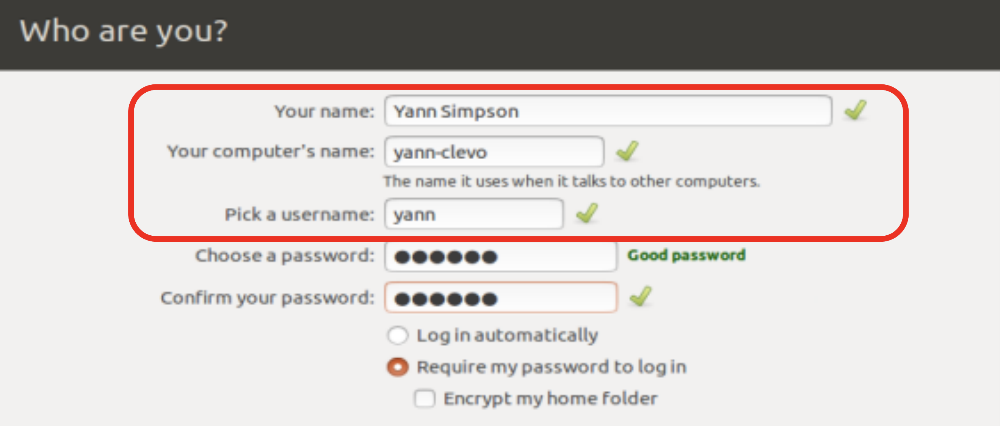 Who are you?
Your name: Yann Simpson
Your computer's name: yann-clevo
The name it uses when it talks to other computers.
Pick a username: yann
Choose a password: ●●●●●● Good password
Confirm your password: ●●●●●●
Log in automatically
Require my password to log in
Encrypt my home folder